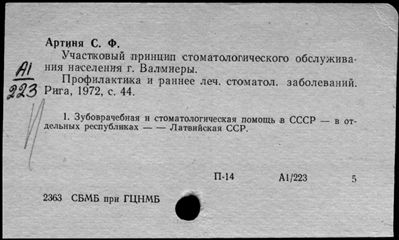 Артиня С. Ф.
Участковый принцип стоматологического обслужива-
ния населения г. Валмиеры.
А1/
223
Профилактика и раннее леч. стоматол. заболеваний.
Рига, 1972, с. 44.
1. Зубоврачебная и стоматологическая помощь в СССР — в от-
дельных республиках — — Латвийская ССР.
П-14 А1/223 5
2363 СБМБ при ГЦНМБ